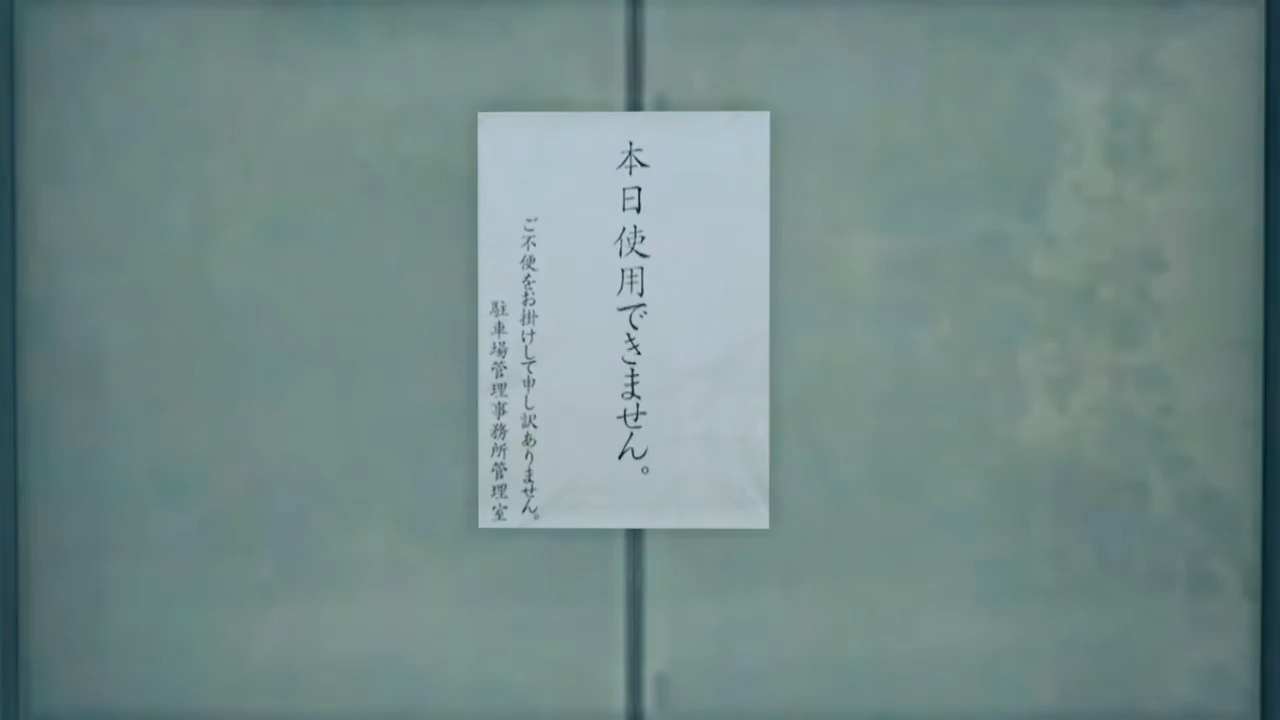 本日使用できません。
ご不便をお掛けして申し訳ありません。
駐車場管理事務所管理室